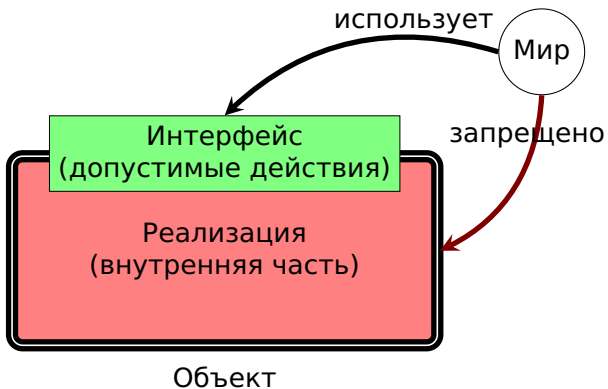 использует
Мир
запрещено
Интерфейс
(допустимые действия)
Реализация
(внутренняя часть)
Объект